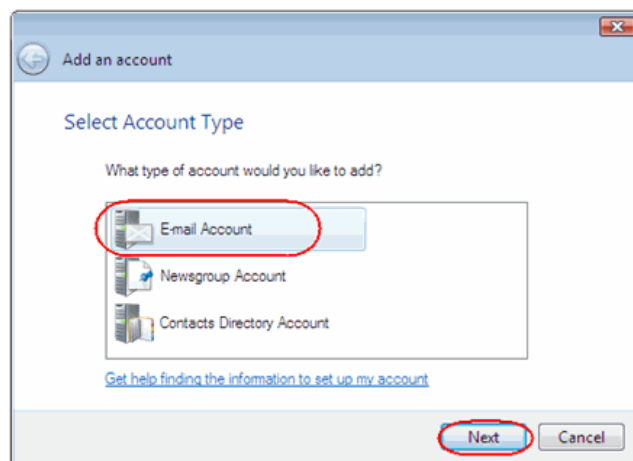 Add an account
Select Account Type
What type of account would you like to add?
E-mail Account
Newsgroup Account
Contacts Directory Account
Get help finding the information to set up my account
Next Cancel